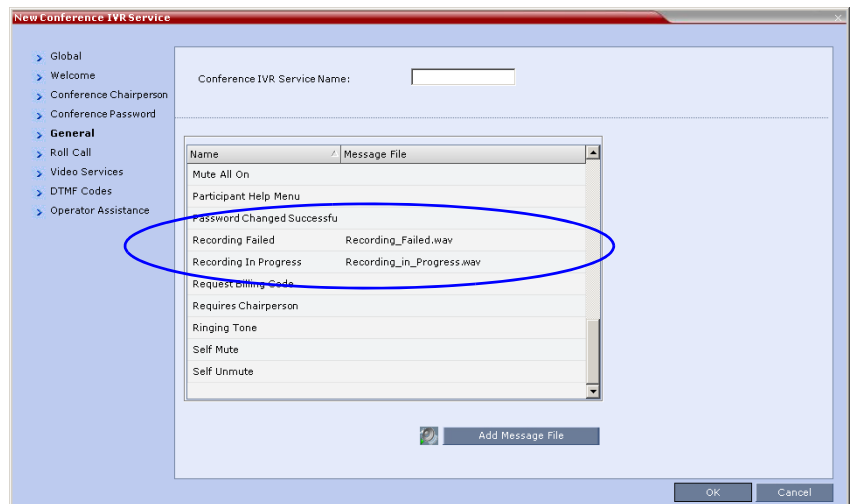 New Conference IVR Service
Global
Welcome
Conference Chairperson
Conference Password
General
Roll Call
Video Services
DTMF Codes
Operator Assistance
Conference IVR Service Name:
Name Message File
Mute All On
Participant Help Menu
Password Changed Successfu
Recording Failed Recording_Failed.wav
Recording In Progress Recording_in_Progress.wav
Request Billing Code
Requires Chairperson
Ringing Tone
Self Mute
Self Unmute
Add Message File
OK Cancel